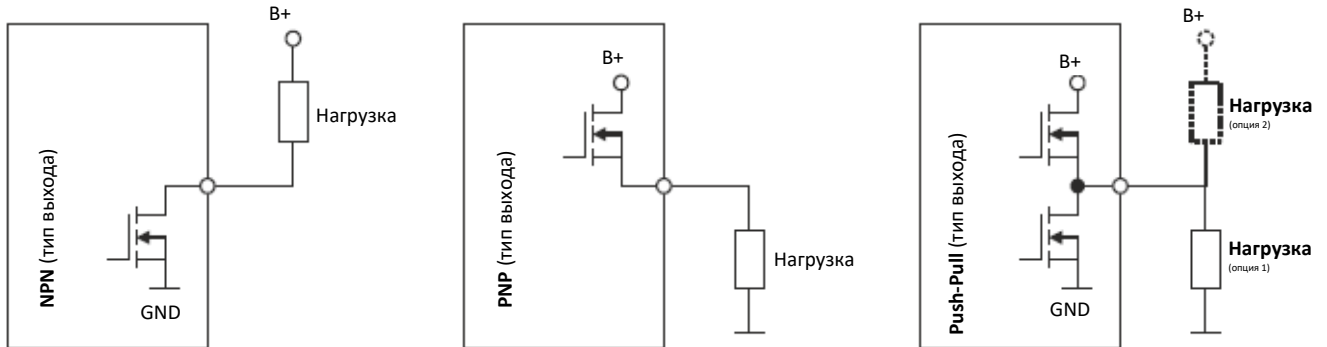 B+
Нагрузка
NPN (тип выхода)
GND
B+
PNP (тип выхода)
Нагрузка
B+
B+
Нагрузка
(опция 2)
Push-Pull (тип выхода)
Нагрузка
(опция 1)
GND